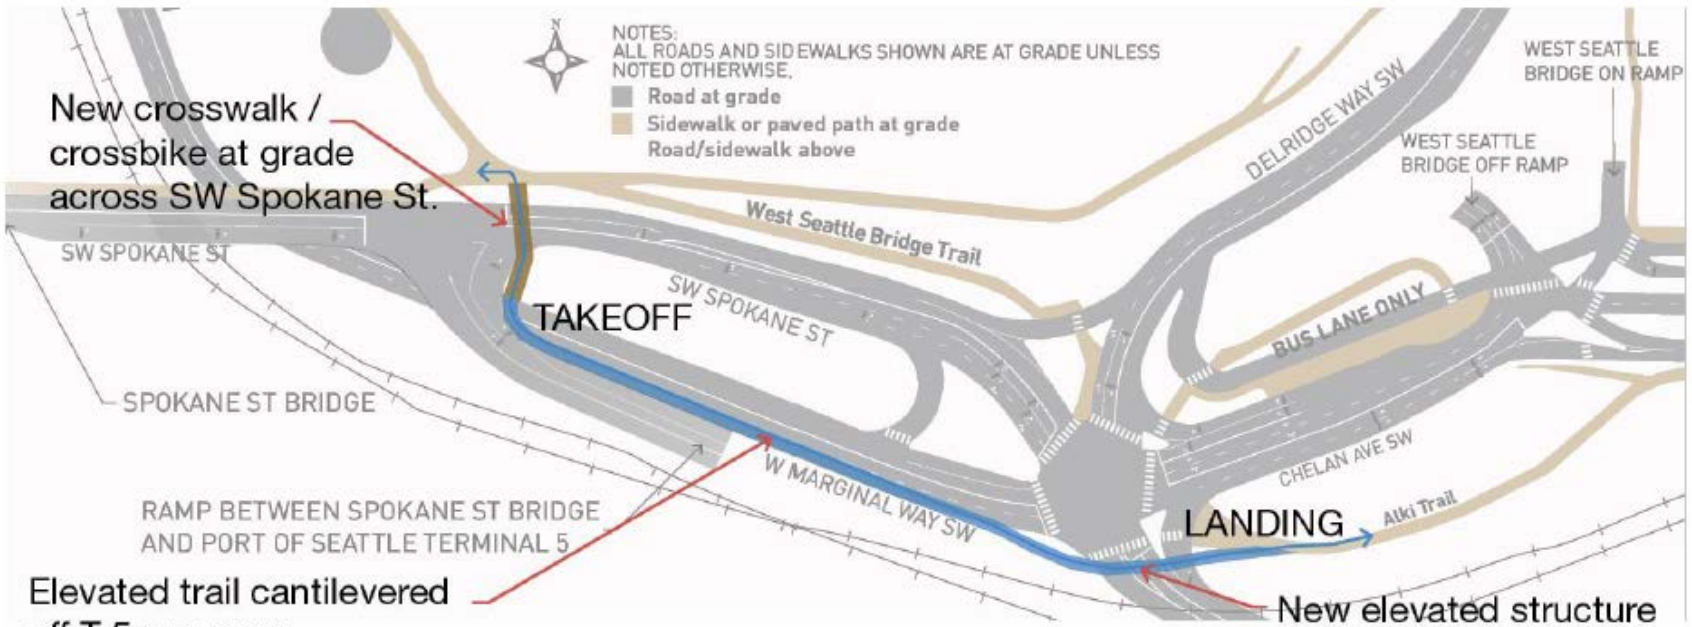 N
NOTES:
ALL ROADS AND SIDEWALKS SHOWN ARE AT GRADE UNLESS
NOTED OTHERWISE.
Road at grade
Sidewalk or paved path at grade
Road/sidewalk above
WEST SEATTLE
BRIDGE ON RAMP
WEST SEATTLE
BRIDGE OFF RAMP
DELRIDGE WAY SW
New crosswalk /
crossbike at grade
across SW Spokane St.
SW SPOKANE ST
West Seattle Bridge Trail
SW SPOKANE ST
TAKEOFF
BUS LANE ONLY
SPOKANE ST BRIDGE
CHELAN AVE SW
W MARGINAL WAY SW
RAMP BETWEEN SPOKANE ST BRIDGE
AND PORT OF SEATTLE TERMINAL 5
LANDING
Alki Trail
Elevated trail cantilevered
New elevated structure